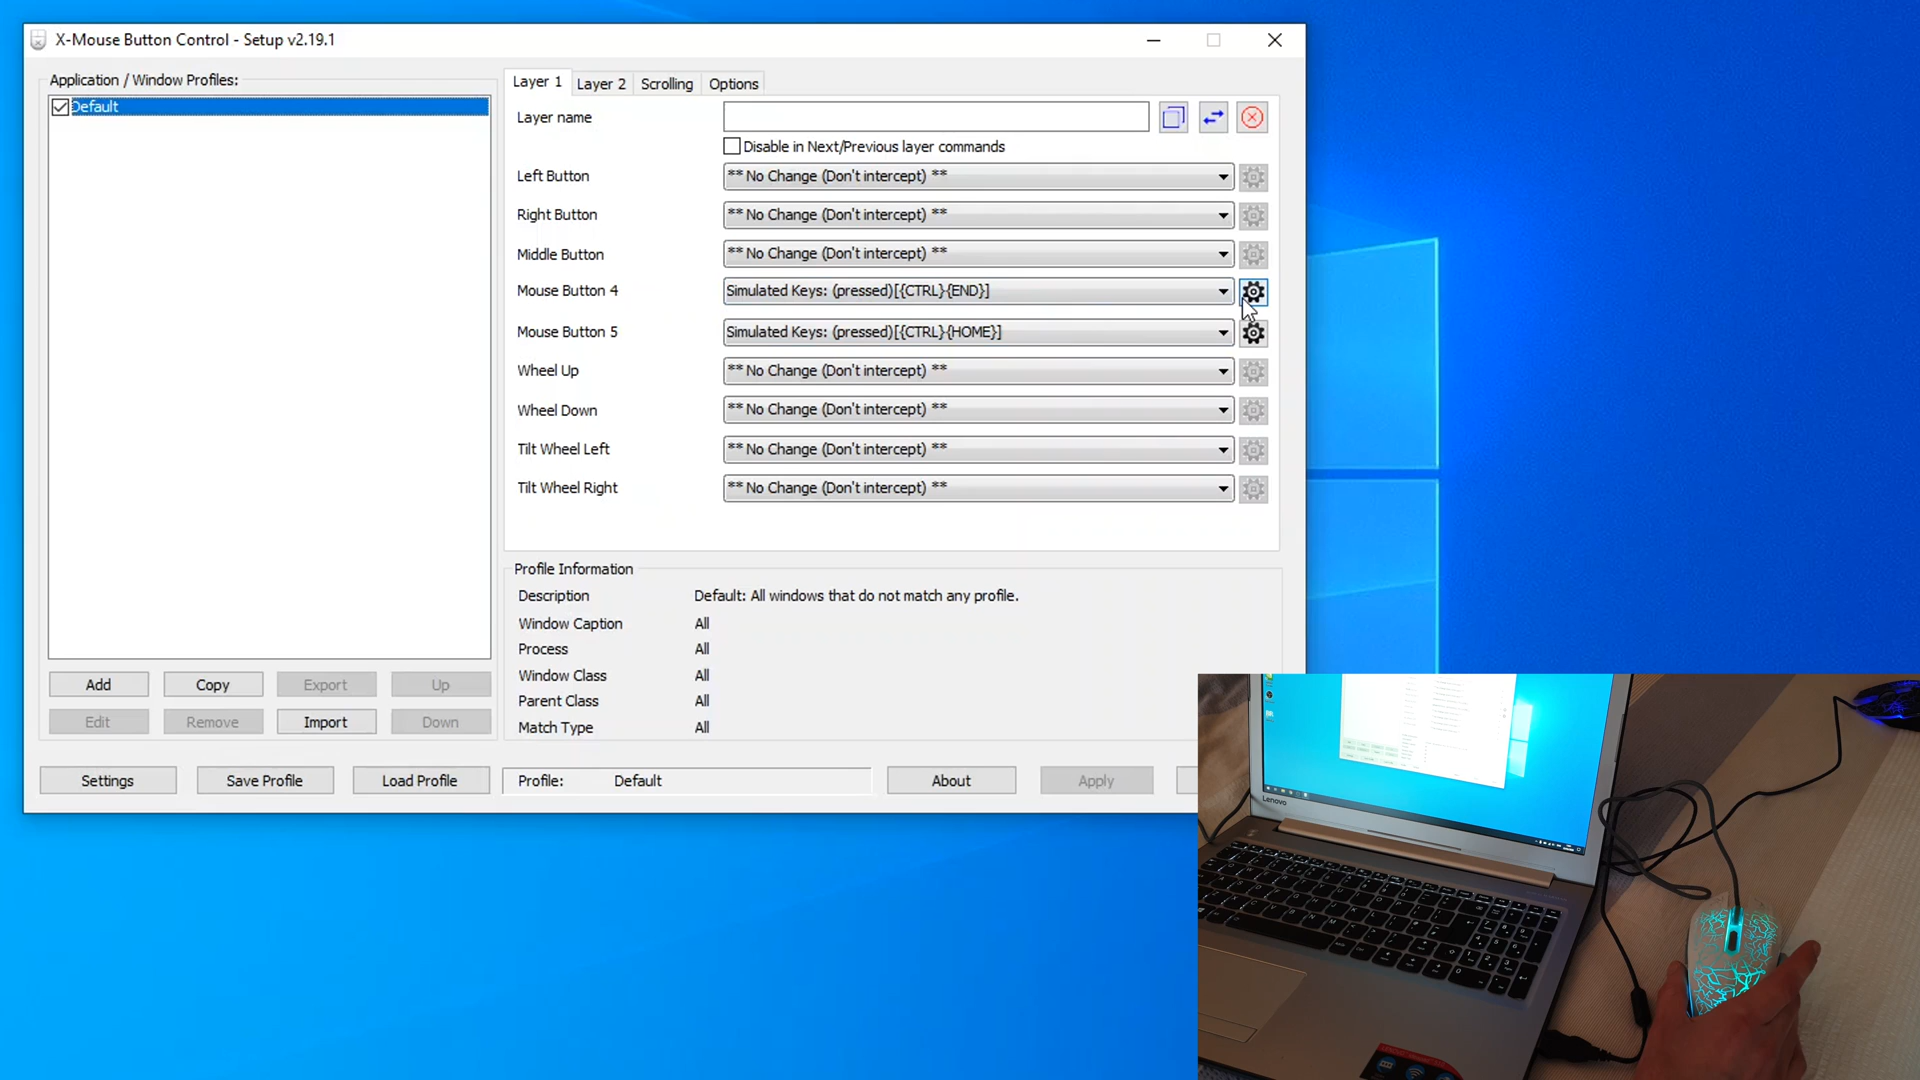 X-Mouse Button Control - Setup v2.19.1
Application / Window Profiles:
Default
Layer 1
Layer 2
Scrolling
Options
Layer name
Disable in Next/Previous layer commands
Left Button
** No Change (Don't intercept) **
Right Button
** No Change (Don't intercept) **
Middle Button
** No Change (Don't intercept) **
Mouse Button 4
Simulated Keys: (pressed)[{CTRL}{END}]
Mouse Button 5
Simulated Keys: (pressed)[{CTRL}{HOME}]
Wheel Up
** No Change (Don't intercept) **
Wheel Down
** No Change (Don't intercept) **
Tilt Wheel Left
** No Change (Don't intercept) **
Tilt Wheel Right
** No Change (Don't intercept) **
Profile Information
Description
Default: All windows that do not match any profile.
Window Caption
All
Process
All
Window Class
All
Parent Class
All
Match Type
All
Add
Copy
Export
Up
Edit
Remove
Import
Down
Settings
Save Profile
Load Profile
Profile:
Default
About
Apply
Lenovo